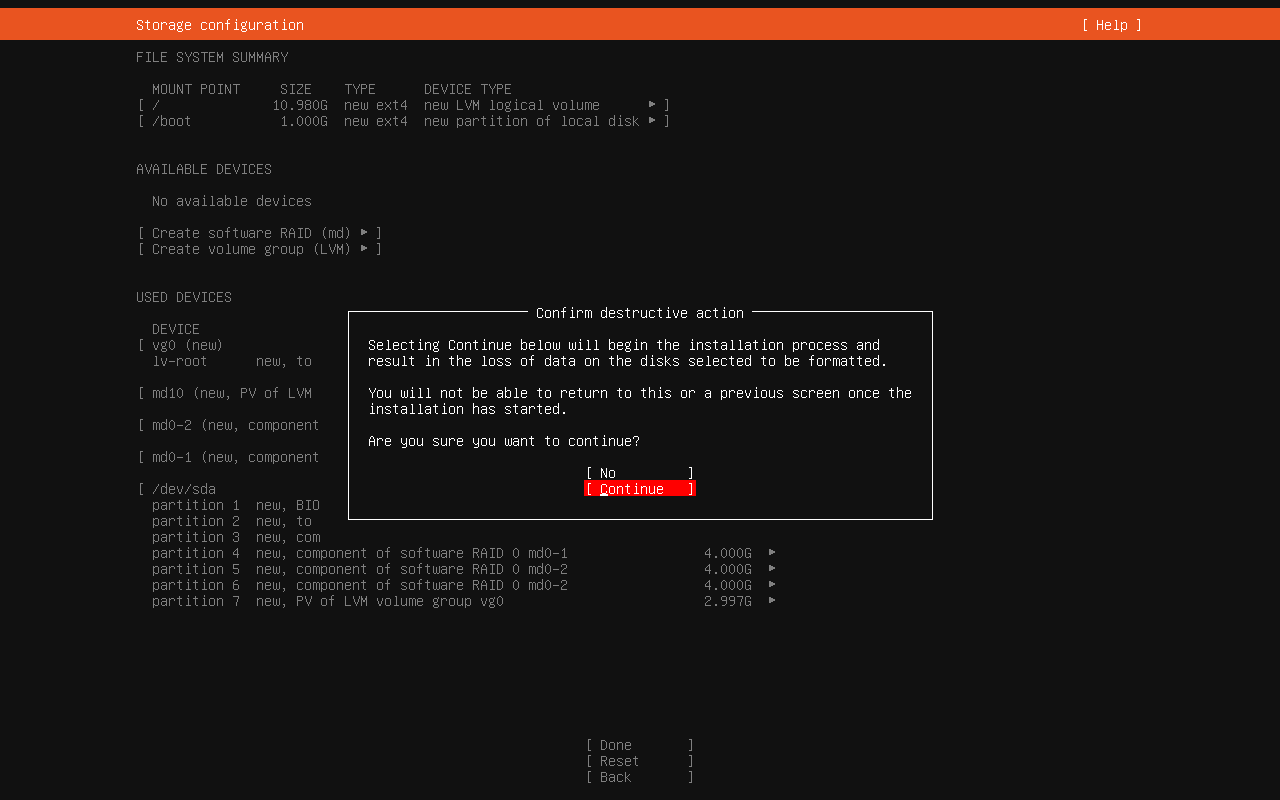 Storage configuration [ Help ]
FILE SYSTEM SUMMARY
MOUNT POINT SIZE TYPE DEVICE TYPE
[ / 10.980G new ext4 new LVM logical volume ▸ ]
[ /boot 1.000G new ext4 new partition of local disk ▸ ]
AVAILABLE DEVICES
No available devices
[ Create software RAID (md) ▸ ]
[ Create volume group (LVM) ▸ ]
USED DEVICES
DEVICE
[ vg0 (new)
lv-root new, to
[ md10 (new, PV of LVM
[ md0-2 (new, component
[ md0-1 (new, component
[ /dev/sda
partition 1 new, BIO
partition 2 new, to
partition 3 new, com
partition 4 new, component of software RAID 0 md0-1 4.000G ▸
partition 5 new, component of software RAID 0 md0-2 4.000G ▸
partition 6 new, component of software RAID 0 md0-2 4.000G ▸
partition 7 new, PV of LVM volume group vg0 2.997G ▸
Confirm destructive action
Selecting Continue below will begin the installation process and
result in the loss of data on the disks selected to be formatted.
You will not be able to return to this or a previous screen once the
installation has started.
Are you sure you want to continue?
[ No ]
[ Continue ]
[ Done ]
[ Reset ]
[ Back ]